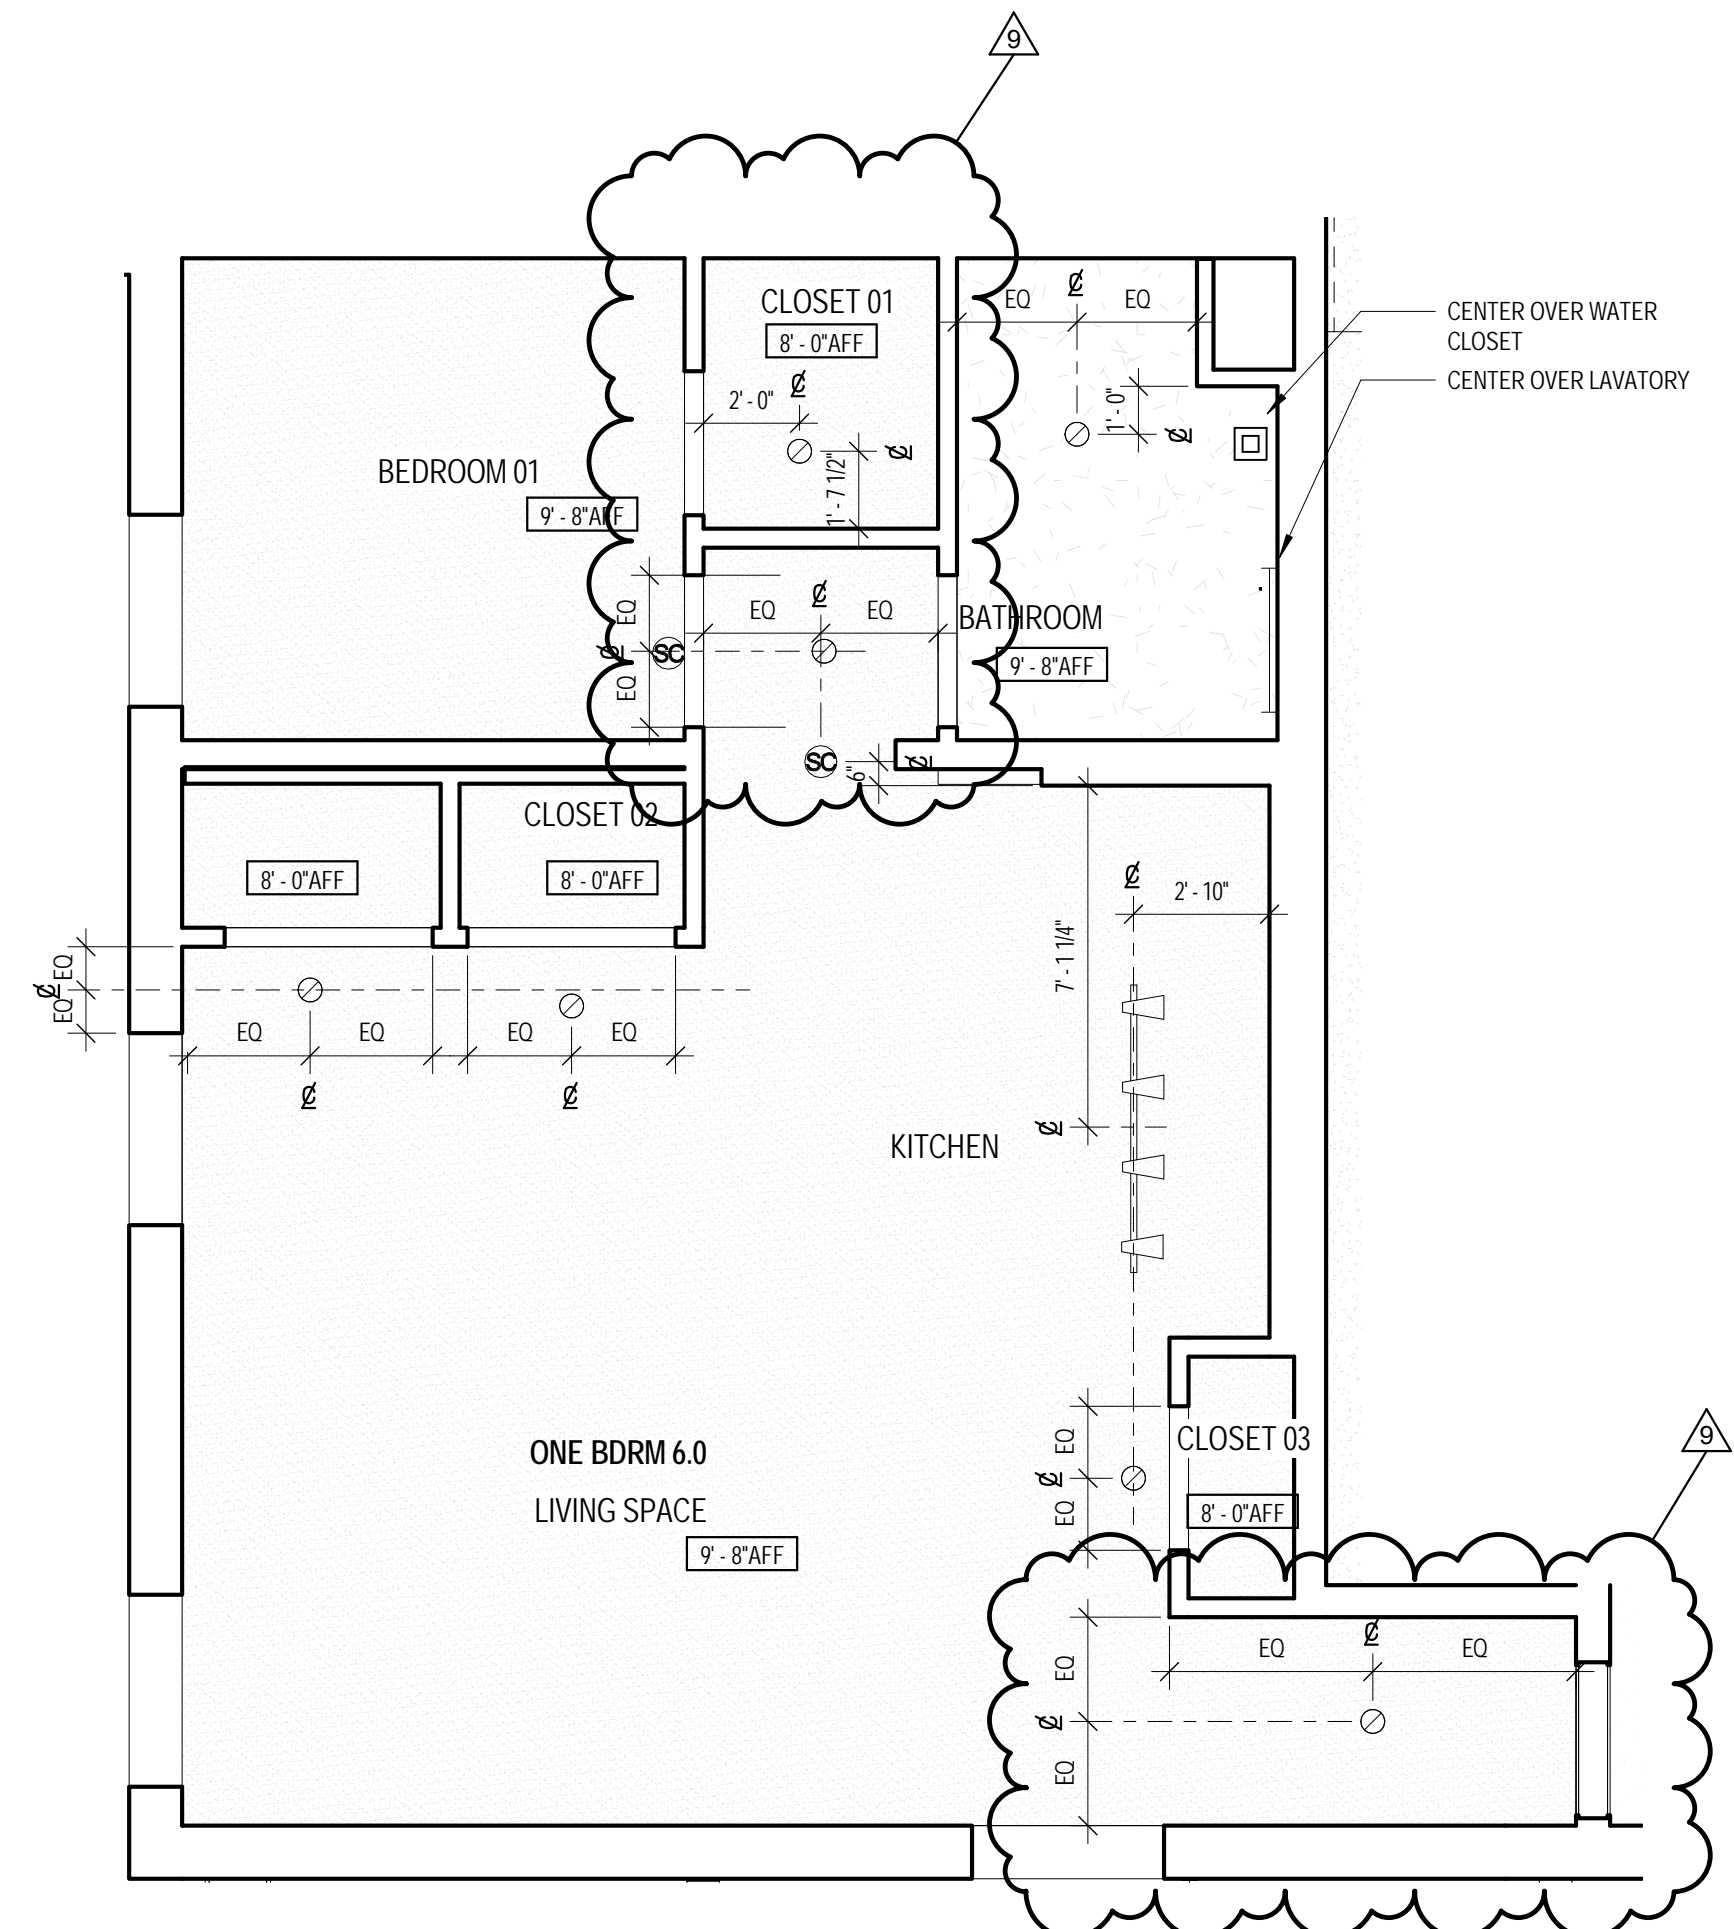 9
CLOSET 01
8' - 0"AFF
EQ
℄
EQ
CENTER OVER WATER
CLOSET
CENTER OVER LAVATORY
2' - 0"
℄
1' - 0"
℄
℄
1' - 7 1/2"
BEDROOM 01
9' - 8"AFF
EQ
EQ
℄
EQ
EQ
℄
SC
BATHROOM
9' - 8"AFF
SC
6"
℄
CLOSET 02
8' - 0"AFF
8' - 0"AFF
℄
2' - 10"
7' - 1 1/4"
EQ
℄
EQ
EQ
EQ
EQ
EQ
℄
℄
℄
KITCHEN
ONE BDRM 6.0
LIVING SPACE
9' - 8"AFF
EQ
℄
EQ
CLOSET 03
8' - 0"AFF
9
EQ
℄
EQ
EQ
℄
EQ